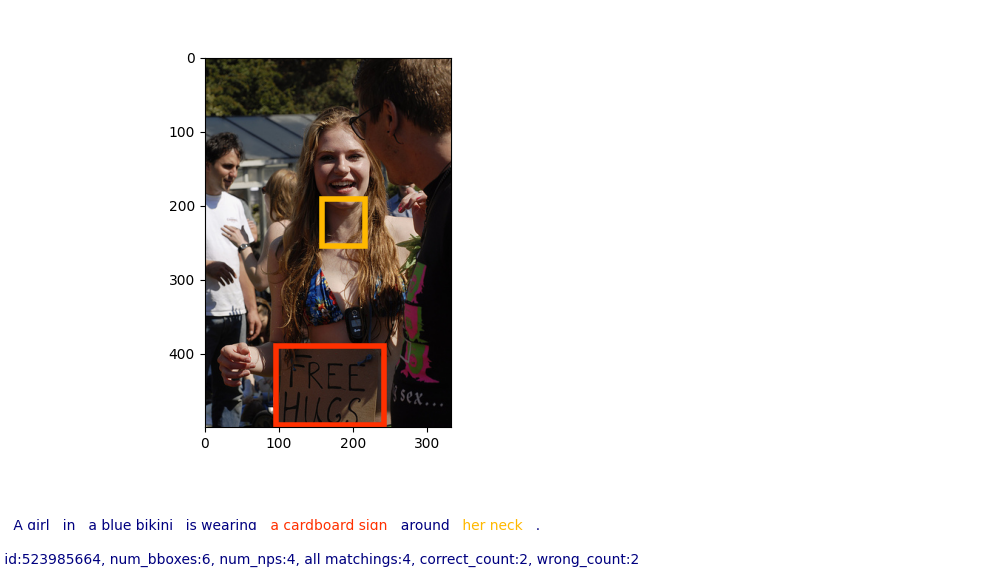 0
100
200
300
400
FREE
HUGS
sex...
0 100 200 300
A girl in a blue bikini is wearing a cardboard sign around her neck .
id:523985664, num_bboxes:6, num_nps:4, all matchings:4, correct_count:2, wrong_count:2